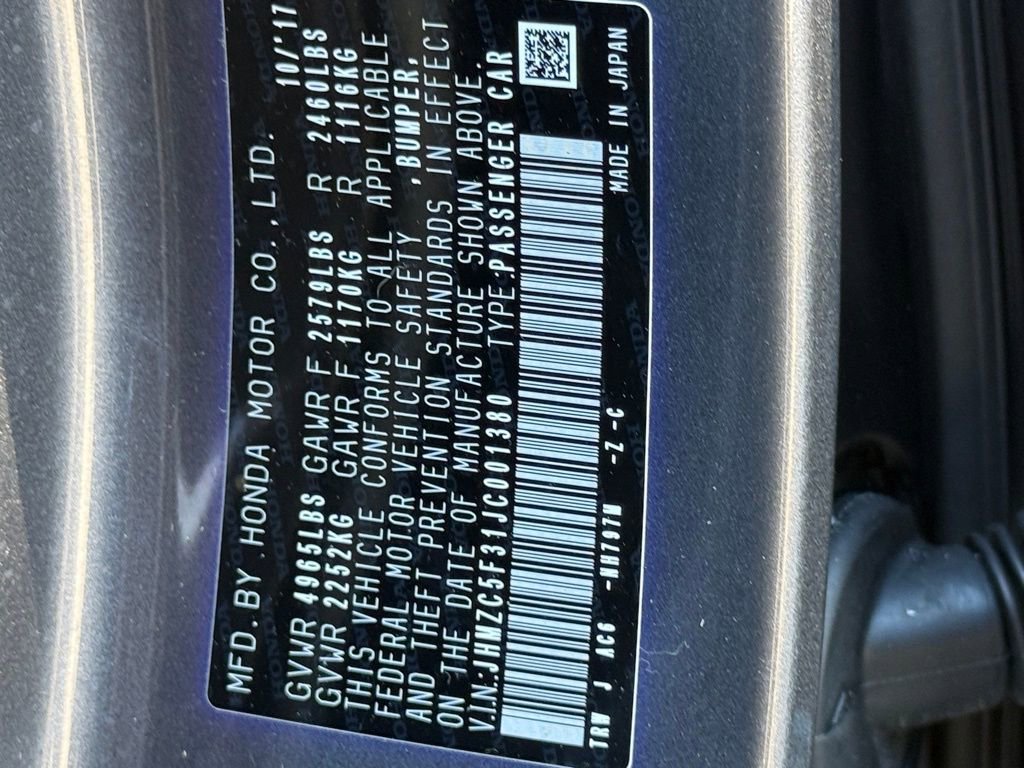 MFD.BY HONDA MOTOR CO.,LTD. 10/'17
GVWR 4965LBS GAWR F 2579LBS R 2460LBS
GVWR 2252KG GAWR F 1170KG R 1116KG
THIS VEHICLE CONFORMS TO ALL APPLICABLE
FEDERAL MOTOR VEHICLE SAFETY ,BUMPER,
AND THEFT PREVENTION STANDARDS IN EFFECT
ON THE DATE OF MANUFACTURE SHOWN ABOVE.
V.I.N:JHMZC5F31JC001380 TYPE:PASSENGER CAR
TRW J AC6 -NH797M -Z -C MADE IN JAPAN